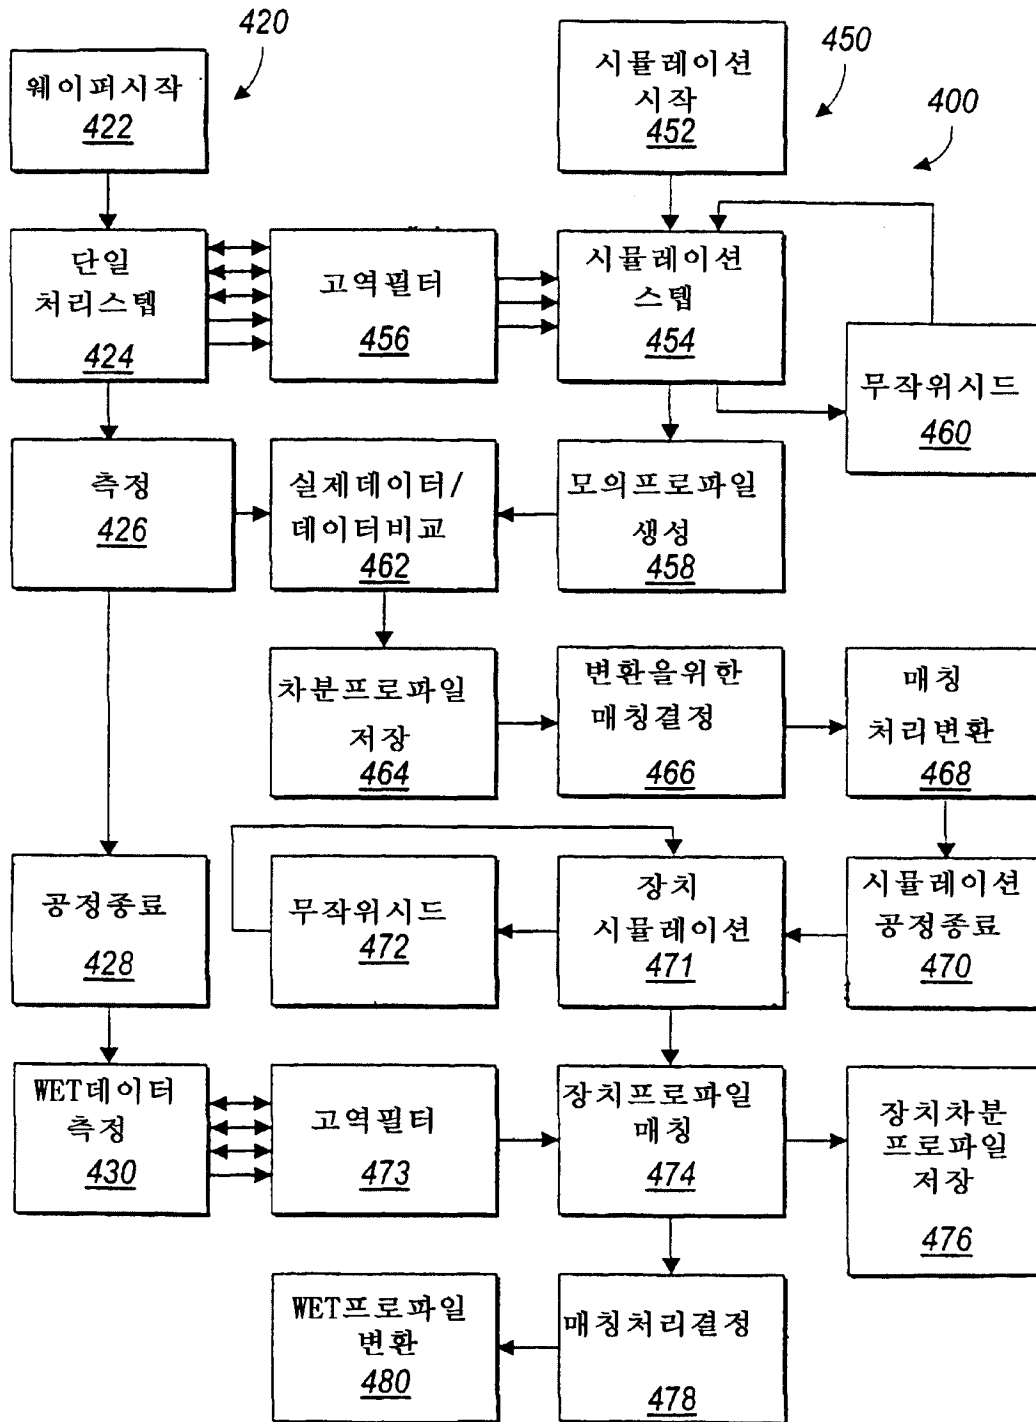 420
웨이퍼시작
422
450
시뮬레이션
시작
452
400
단일
처리스텝
424
고역필터
456
시뮬레이션
스텝
454
무작위시드
460
측정
426
실제데이터/
데이터비교
462
모의프로파일
생성
458
차분프로파일
저장
464
변환을위한
매칭결정
466
매칭
처리변환
468
공정종료
428
무작위시드
472
장치
시뮬레이션
471
시뮬레이션
공정종료
470
WET데이터
측정
430
고역필터
473
장치프로파일
매칭
474
장치차분
프로파일
저장
476
WET프로파일
변환
480
매칭처리결정
478